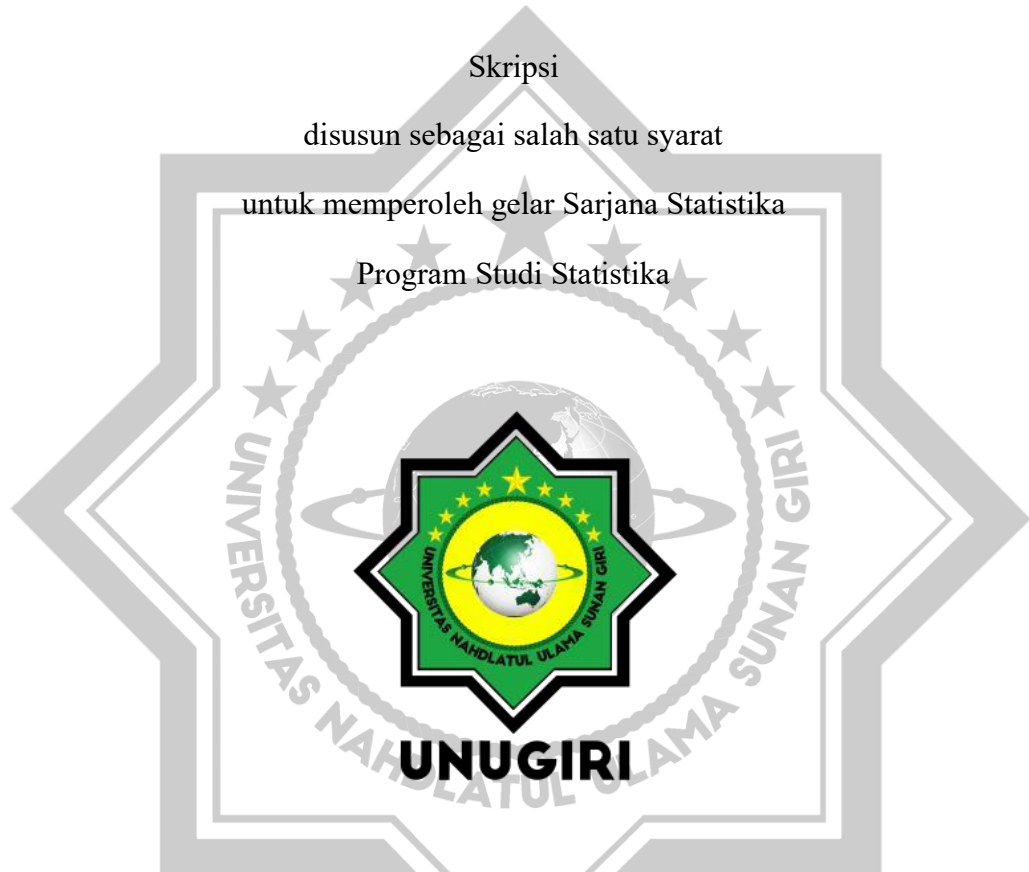 Skripsi
disusun sebagai salah satu syarat
untuk memperoleh gelar Sarjana Statistika
Program Studi Statistika
UNIVERSITAS NAHDLATUL ULAMA SUNAN GIRI
UNIVERSITAS NAHDLATUL ULAMA SUNAN GIRI
UNUGIRI